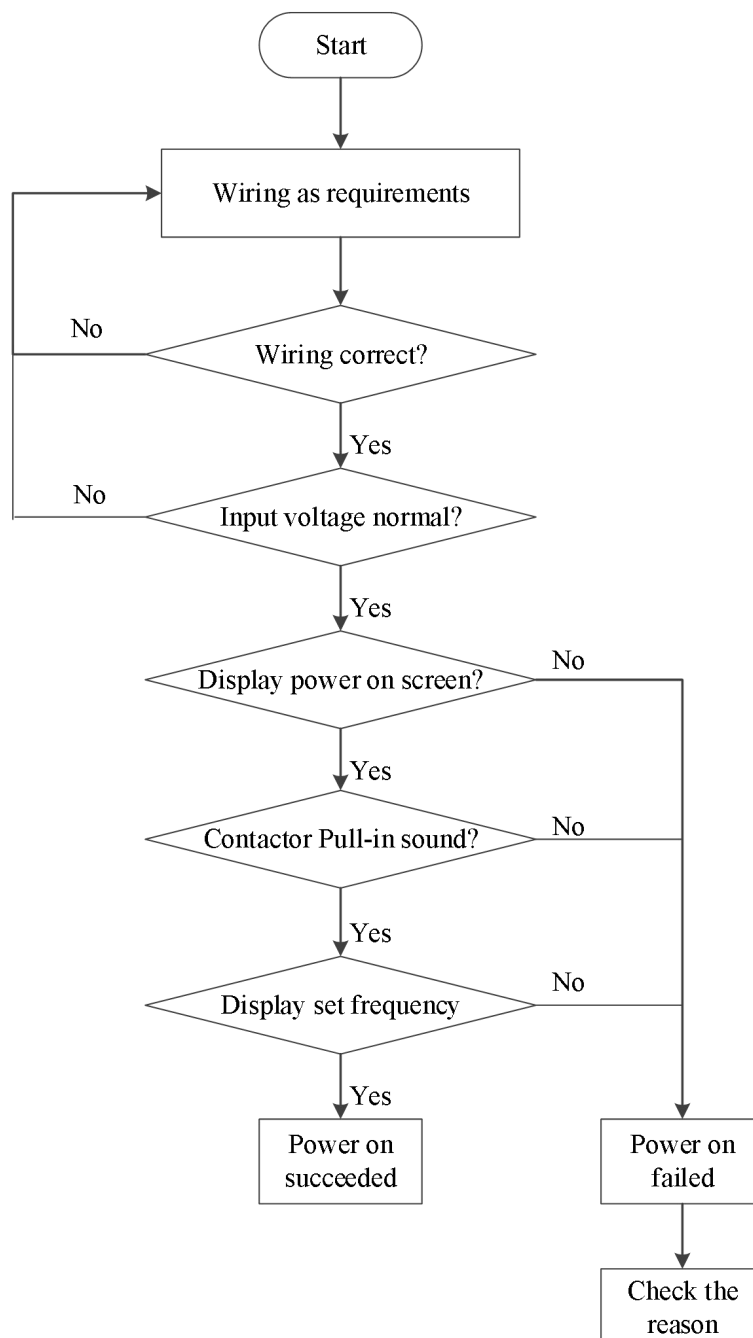 Start
Wiring as requirements
No
Wiring correct?
Yes
No
Input voltage normal?
Yes
No
Display power on screen?
Yes
Contactor Pull-in sound?
No
Yes
No
Display set frequency
Yes
Power on
succeeded
Power on
failed
Check the
reason